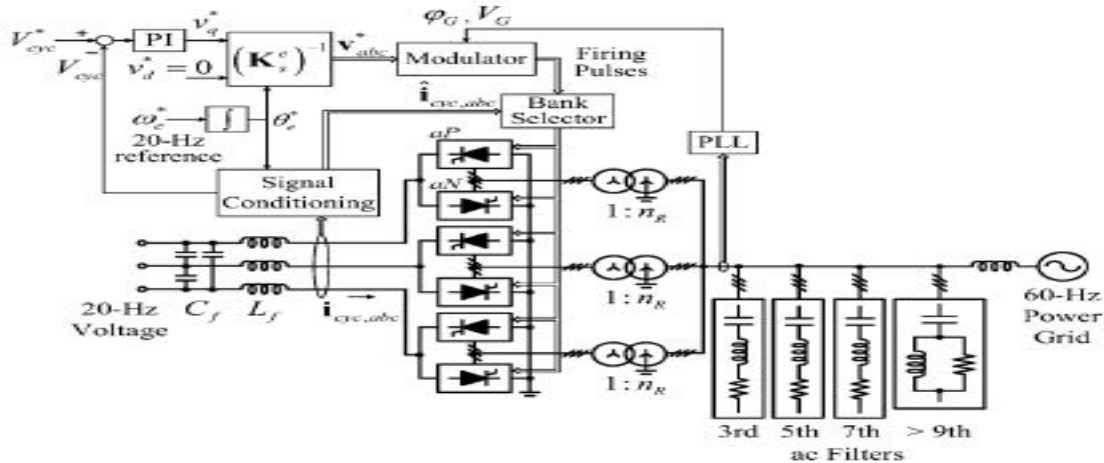 φ_G, V_G
V*_cyc + PI v*_q
V_cyc −
v*_d = 0
(K^e_s)^−1
v*_abc
Modulator
Firing
Pulses
î_cyc,abc
Bank
Selector
ω*_e ∫ θ*_e
20-Hz
reference
PLL
Signal
Conditioning
aP
aN
1 : n_R
1 : n_R
1 : n_R
20-Hz
Voltage
C_f L_f
i_cyc,abc
60-Hz
Power
Grid
3rd 5th 7th > 9th
ac Filters